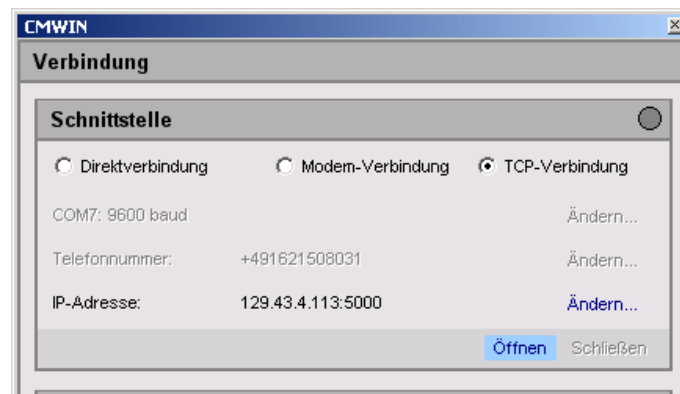 CMWIN
Verbindung
Schnittstelle
Direktverbindung Modem-Verbindung TCP-Verbindung
COM7: 9600 baud Ändern...
Telefonnummer: +491621508031 Ändern...
IP-Adresse: 129.43.4.113:5000 Ändern...
Öffnen Schließen